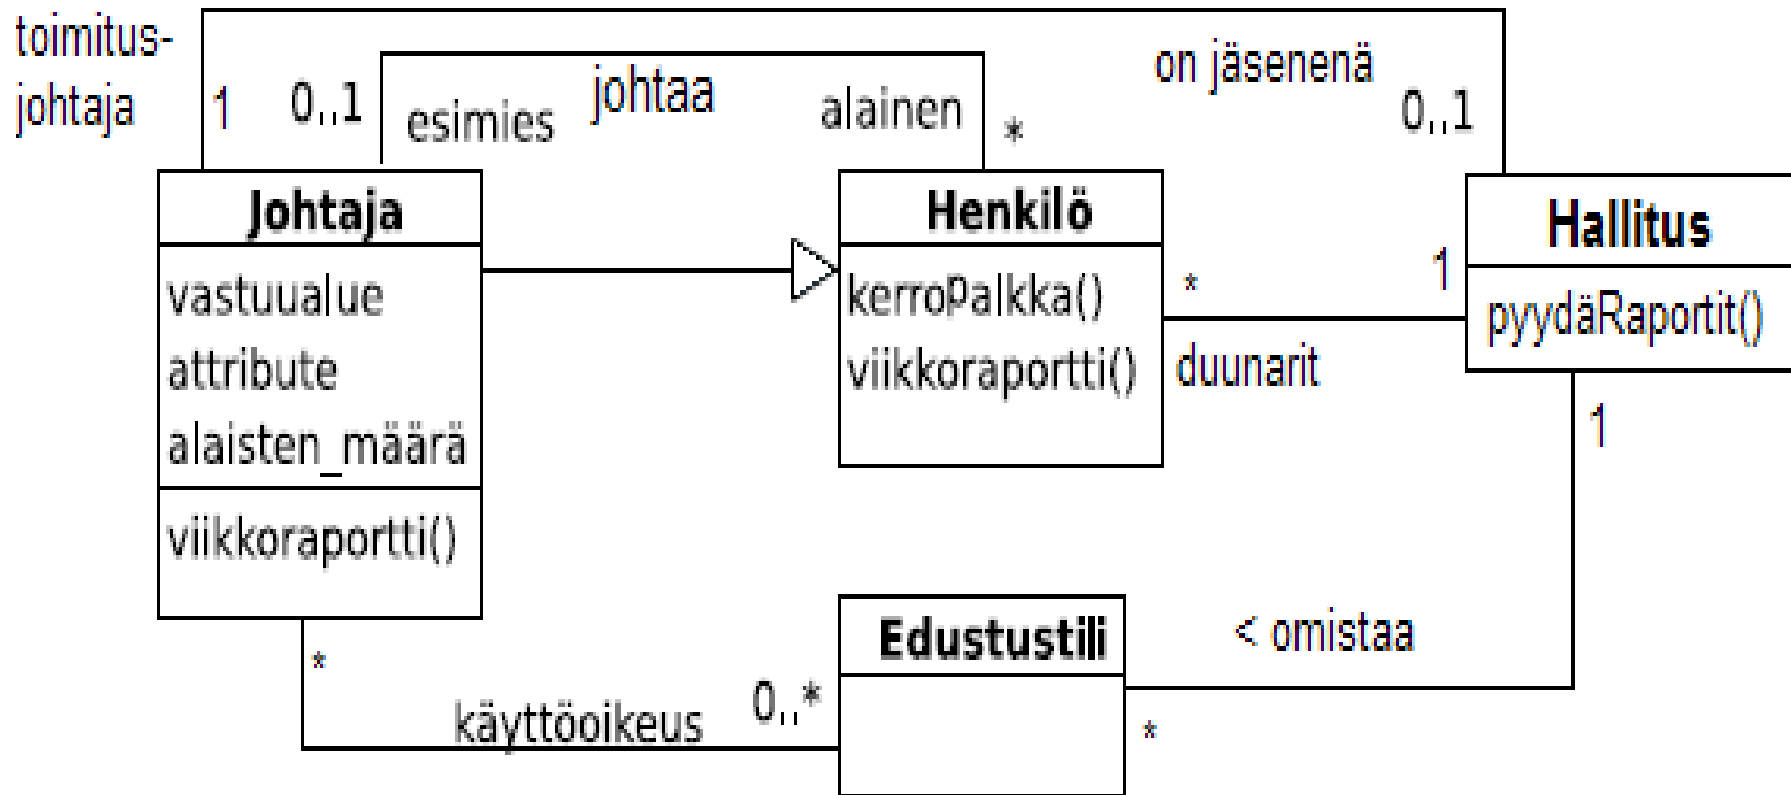 toimitus-
johtaja
1
0..1
esimies
johtaa
alainen
*
on jäsenenä
0..1
Johtaja
vastuualue
attribute
alaisten_määrä
viikkoraportti()
Henkilö
kerroPalkka()
viikkoraportti()
*
duunarit
1
Hallitus
pyydäRaportit()
1
< omistaa
Edustustili
*
käyttöoikeus
0..*
*